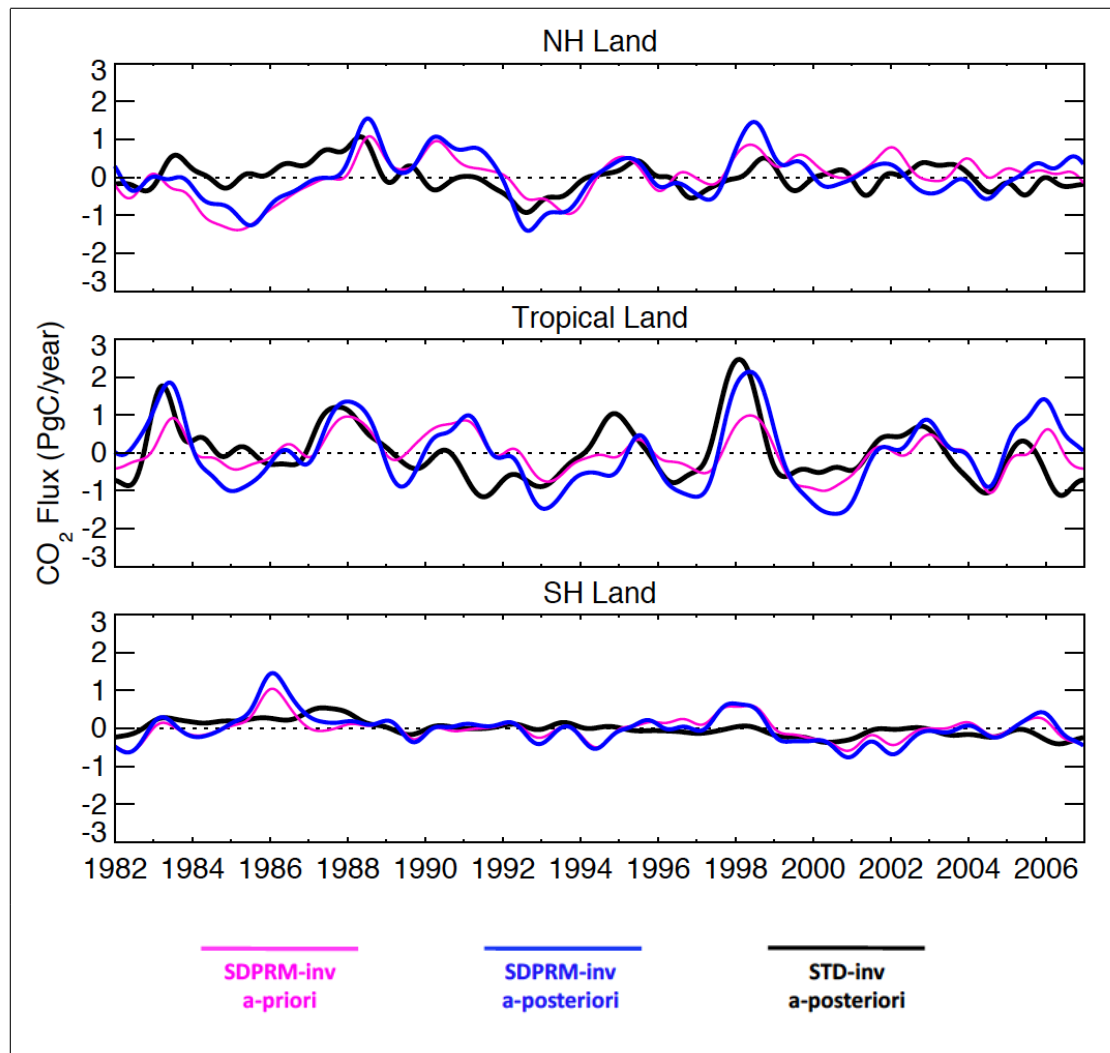 NH Land
3
2
1
0
-1
-2
-3
Tropical Land
3
2
1
0
-1
-2
-3
CO₂ Flux (PgC/year)
SH Land
3
2
1
0
-1
-2
-3
1982 1984 1986 1988 1990 1992 1994 1996 1998 2000 2002 2004 2006
SDPRM-inv
a-priori
SDPRM-inv
a-posteriori
STD-inv
a-posteriori